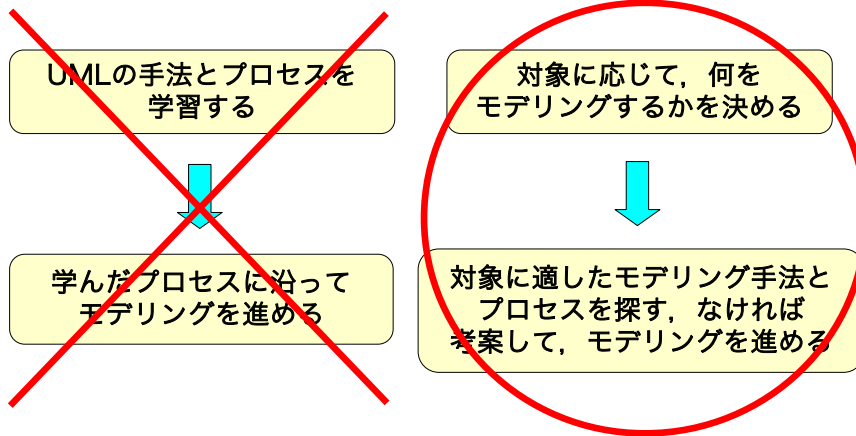 UMLの手法とプロセスを
学習する
学んだプロセスに沿って
モデリングを進める
対象に応じて，何を
モデリングするかを決める
対象に適したモデリング手法と
プロセスを探す，なければ
考案して，モデリングを進める